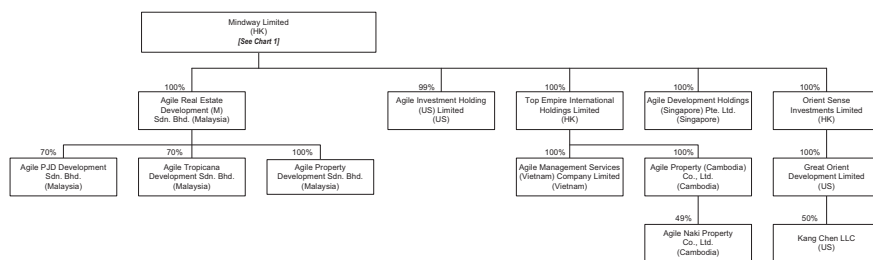 Mindway Limited
(HK)
[See Chart 1]
100%
Agile Real Estate
Development (M)
Sdn. Bhd. (Malaysia)
99%
Agile Investment Holding
(US) Limited
(US)
100%
Top Empire International
Holdings Limited
(HK)
100%
Agile Development Holdings
(Singapore) Pte. Ltd.
(Singapore)
100%
Orient Sense
Investments Limited
(HK)
70%
Agile PJD Development
Sdn. Bhd.
(Malaysia)
70%
Agile Tropicana
Development Sdn. Bhd.
(Malaysia)
100%
Agile Property
Development Sdn. Bhd.
(Malaysia)
100%
Agile Management Services
(Vietnam) Company Limited
(Vietnam)
100%
Agile Property (Cambodia)
Co., Ltd.
(Cambodia)
100%
Great Orient
Development Limited
(US)
49%
Agile Naki Property
Co., Ltd.
(Cambodia)
50%
Kang Chen LLC
(US)